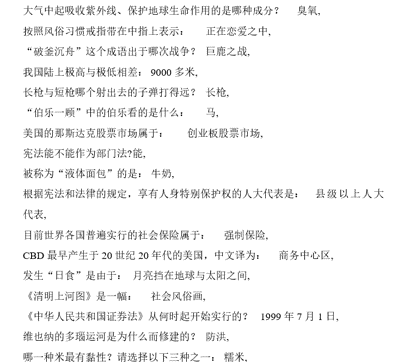 大气中起吸收紫外线、保护地球生命作用的是哪种成分？ 臭氧,
按照风俗习惯戒指带在中指上表示： 正在恋爱之中,
“破釜沉舟”这个成语出于哪次战争？ 巨鹿之战,
我国陆上极高与极低相差: 9000 多米,
长枪与短枪哪个射出去的子弹打得远？ 长枪,
“伯乐一顾”中的伯乐看的是什么： 马,
美国的那斯达克股票市场属于： 创业板股票市场,
宪法能不能作为部门法?能,
被称为“液体面包”的是: 牛奶,
根据宪法和法律的规定，享有人身特别保护权的人大代表是： 县级以上人大
代表,
目前世界各国普遍实行的社会保险属于： 强制保险,
CBD 最早产生于 20 世纪 20 年代的美国，中文译为： 商务中心区,
发生“日食”是由于: 月亮挡在地球与太阳之间,
《清明上河图》是一幅： 社会风俗画,
《中华人民共和国证券法》从何时起开始实行的？ 1999 年 7 月 1 日,
维也纳的多瑙运河是为什么而修建的？ 防洪,
哪一种米最有黏性？请选择以下三种之一： 糯米,